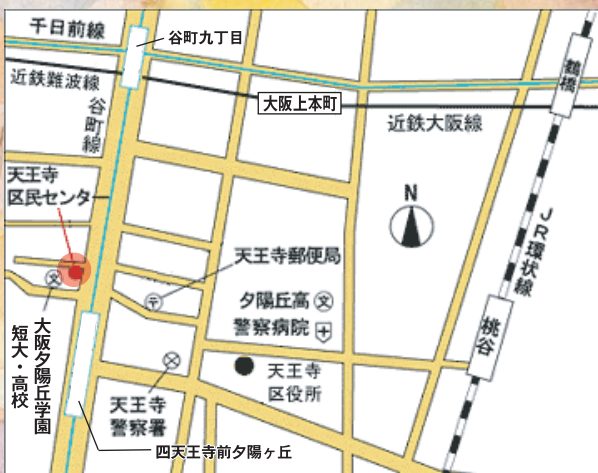 千日前線
谷町九丁目
鶴橋
近鉄難波線
谷町線
大阪上本町
近鉄大阪線
天王寺
区民センター
N
JR環状線
天王寺郵便局
夕陽丘高
警察病院
桃谷
大阪夕陽丘学園
短大・高校
天王寺
区役所
天王寺
警察署
四天王寺前夕陽ヶ丘